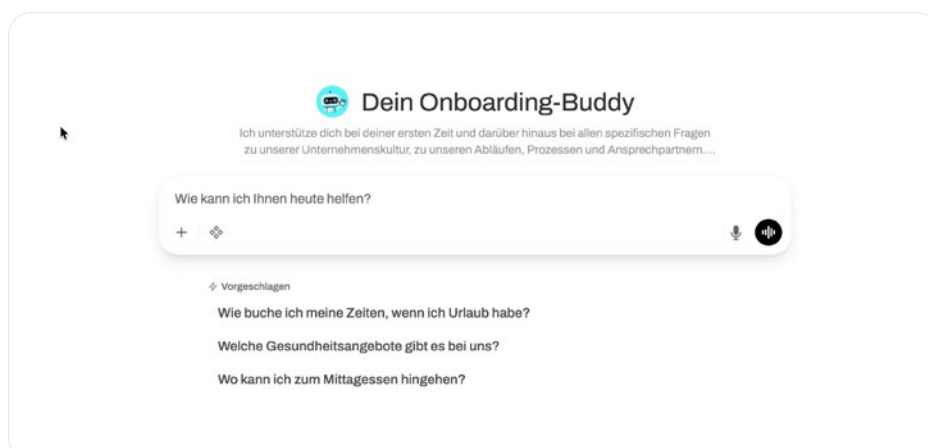 Dein Onboarding-Buddy
Ich unterstütze dich bei deiner ersten Zeit und darüber hinaus bei allen spezifischen Fragen
zu unserer Unternehmenskultur, zu unseren Abläufen, Prozessen und Ansprechpartnern....
Wie kann ich Ihnen heute helfen?
Vorgeschlagen
Wie buche ich meine Zeiten, wenn ich Urlaub habe?
Welche Gesundheitsangebote gibt es bei uns?
Wo kann ich zum Mittagessen hingehen?